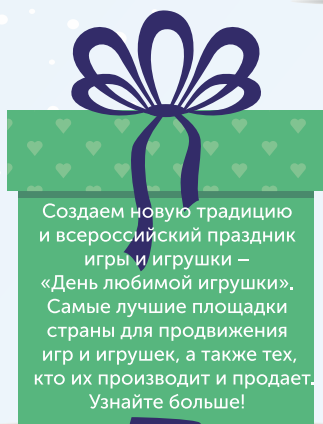 Создаем новую традицию
и всероссийский праздник
игры и игрушки –
«День любимой игрушки».
Самые лучшие площадки
страны для продвижения
игр и игрушек, а также тех,
кто их производит и продает.
Узнайте больше!